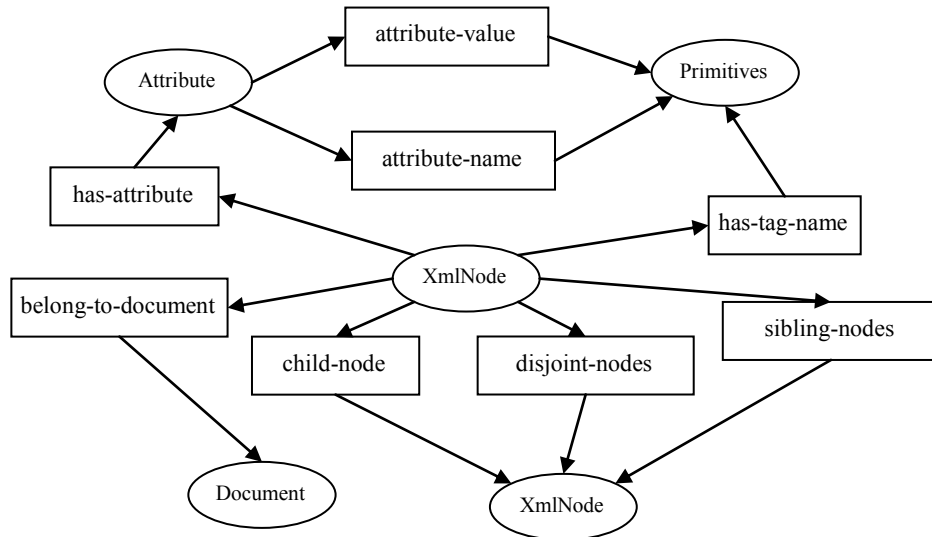 attribute-value
Attribute
Primitives
attribute-name
has-attribute
has-tag-name
XmlNode
belong-to-document
sibling-nodes
child-node
disjoint-nodes
Document
XmlNode